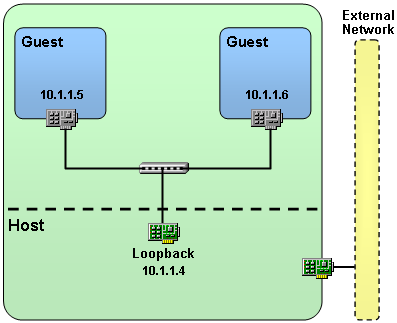 External
Network
Guest
Guest
10.1.1.5
10.1.1.6
Host
Loopback
10.1.1.4